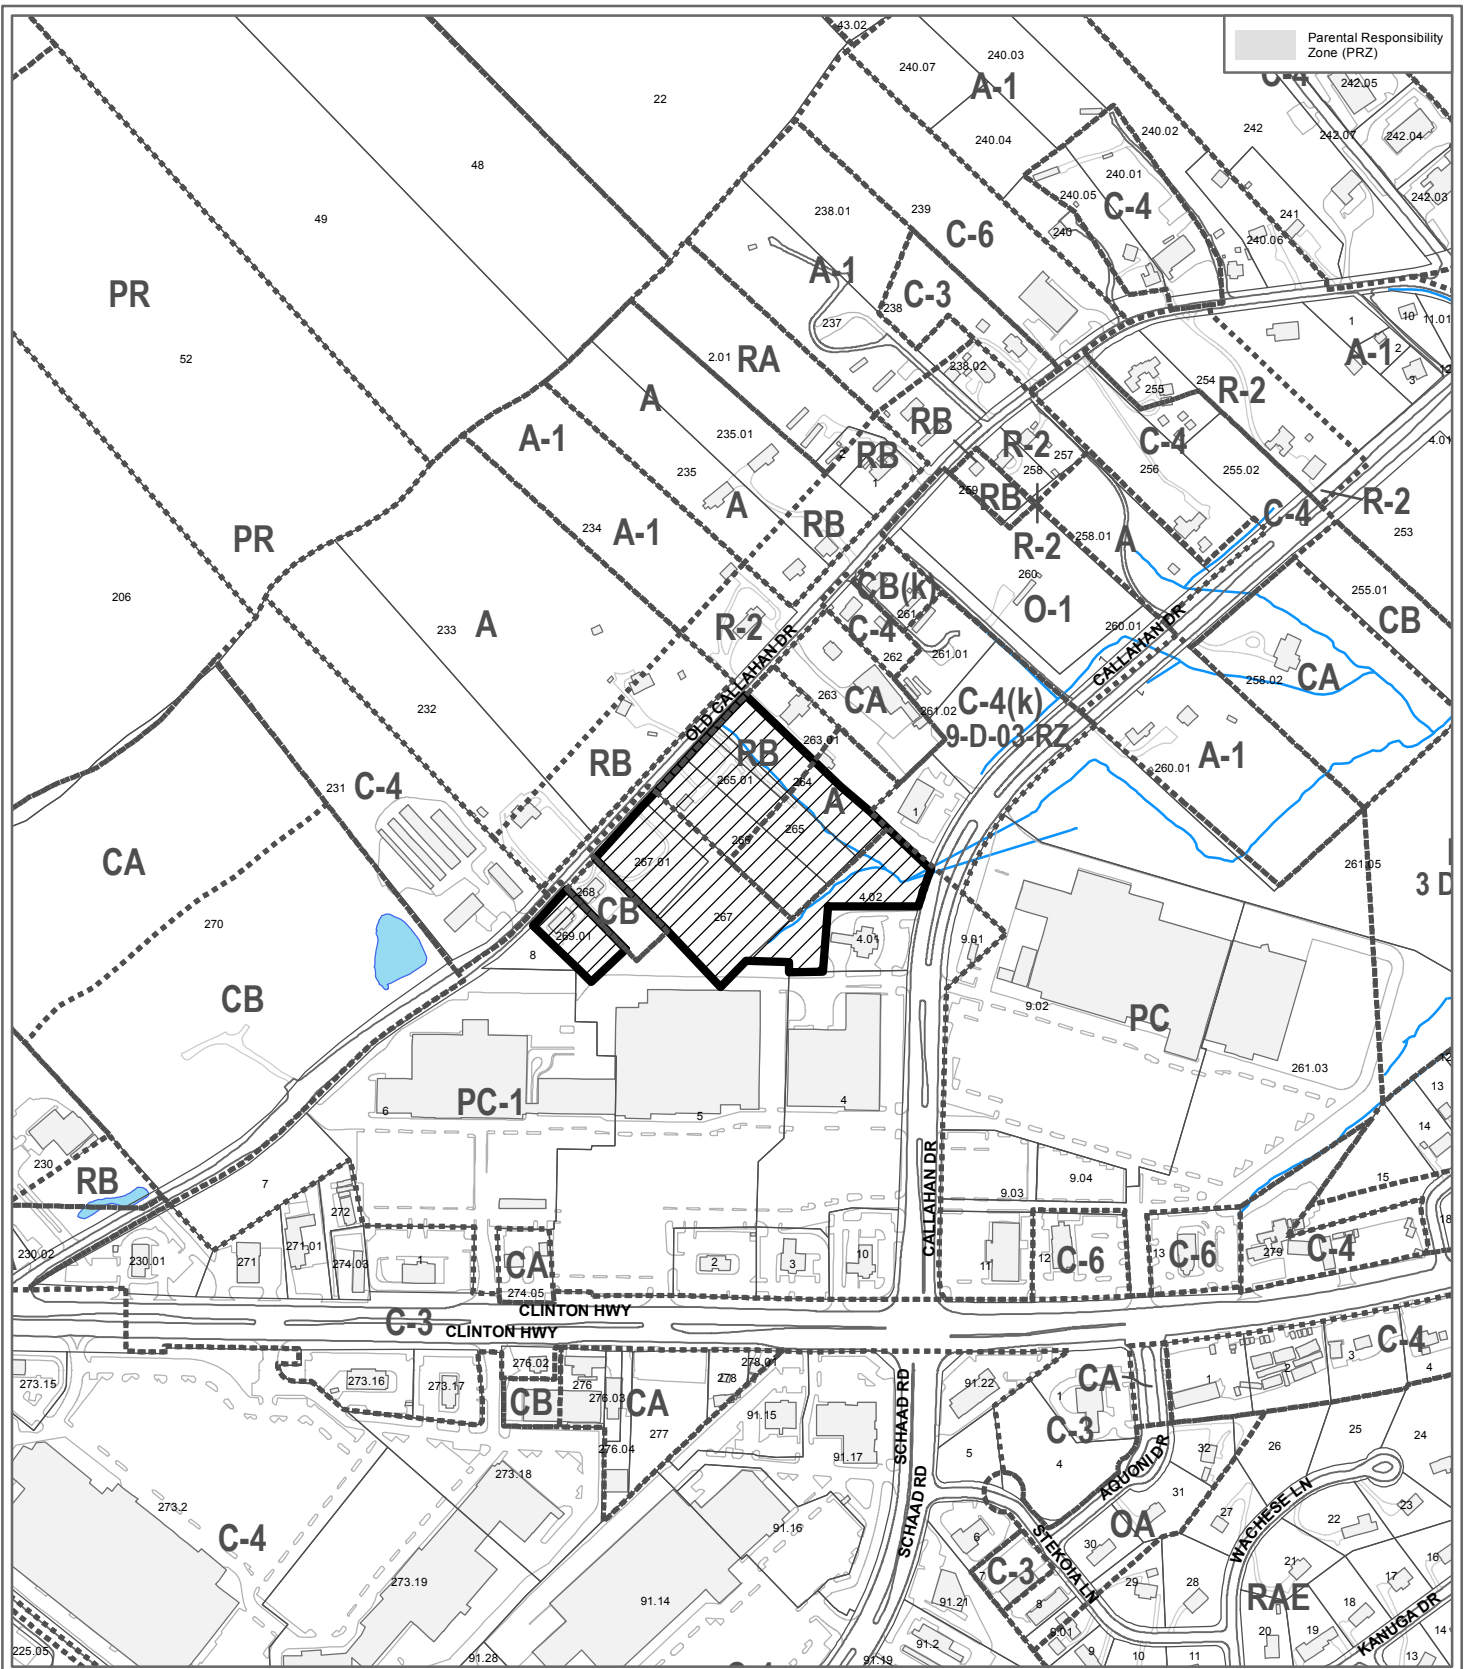 Parental Responsibility
Zone (PRZ)
43.02
240.07
240.03
A-1
C-4
242.05
22
240.04
240.02
242
242.07
242.04
48
240.01
240.05
C-4
242.03
49
238.01
239
C-6
240
241
240.06
PR
A-1
C-3
238
237
1
10
11.01
52
2.01
RA
238.02
A-1
2
3
12
A
255
254
R-2
A-1
235.01
RB
R-2
257
C-4
4.01
2
RB
1
258
256
255.02
235
259
RB
A
R-2
C-4
234
A-1
RB
R-2
258.01
A
253
PR
260
206
CB(k)
O-1
255.01
261
CB
233
A
R-2
C-4
260.01
262
261.01
CALLAHAN DR
258.02
CA
263
CA
C-4(k)
232
OLD CALLAHAN DR
261.02
9-D-03-RZ
263.01
RB
RB
260.01
A-1
231
C-4
265.01
264
A
1
265
266
CA
267.01
261.05
3 D
268
CB
4.02
270
269.01
267
4.01
9.01
8
CB
9.02
PC
261.03
PC-1
6
5
4
12
13
14
230
RB
7
CALLAHAN DR
9.03
9.04
15
18
272
230.02
230.01
271
271.01
274.03
1
CA
274.05
2
3
10
11
12
C-6
13
C-6
279
C-4
CLINTON HWY
C-3
CLINTON HWY
273.15
273.16
273.17
276.02
276
278.01
278
CB
276.03
CA
277
276.04
91.15
91.17
SCHAAD RD
91.22
1
C-3
CA
1
2
3
C-4
4
5
4
AQUONI DR
32
26
25
24
273.18
273.2
C-4
91.16
SCHAAD RD
31
27
WACHESE LN
22
23
6
STEKOIA LN
OA
30
273.19
7
C-3
8
29
28
21
17
16
91.14
91.21
RAE
18
225.05
91.28
91.19
91.2
8.01
9
10
11
20
19
KANUGA DR
13
14